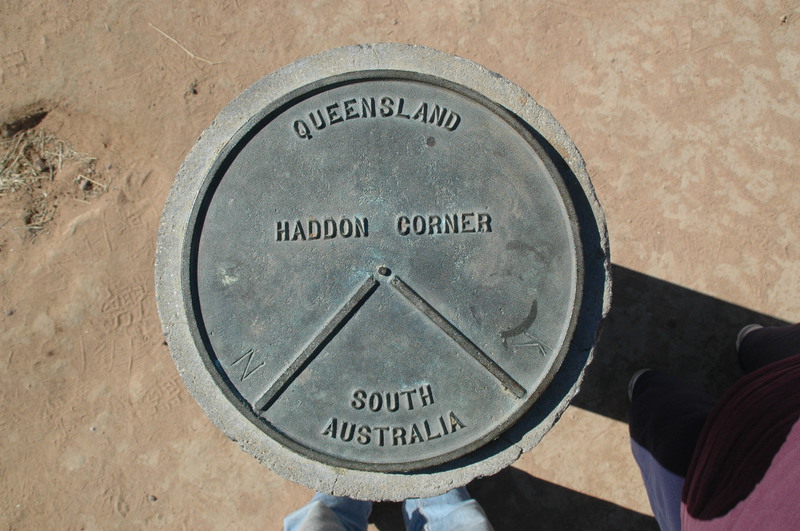 QUEENSLAND
HADDON CORNER
N
SOUTH
AUSTRALIA